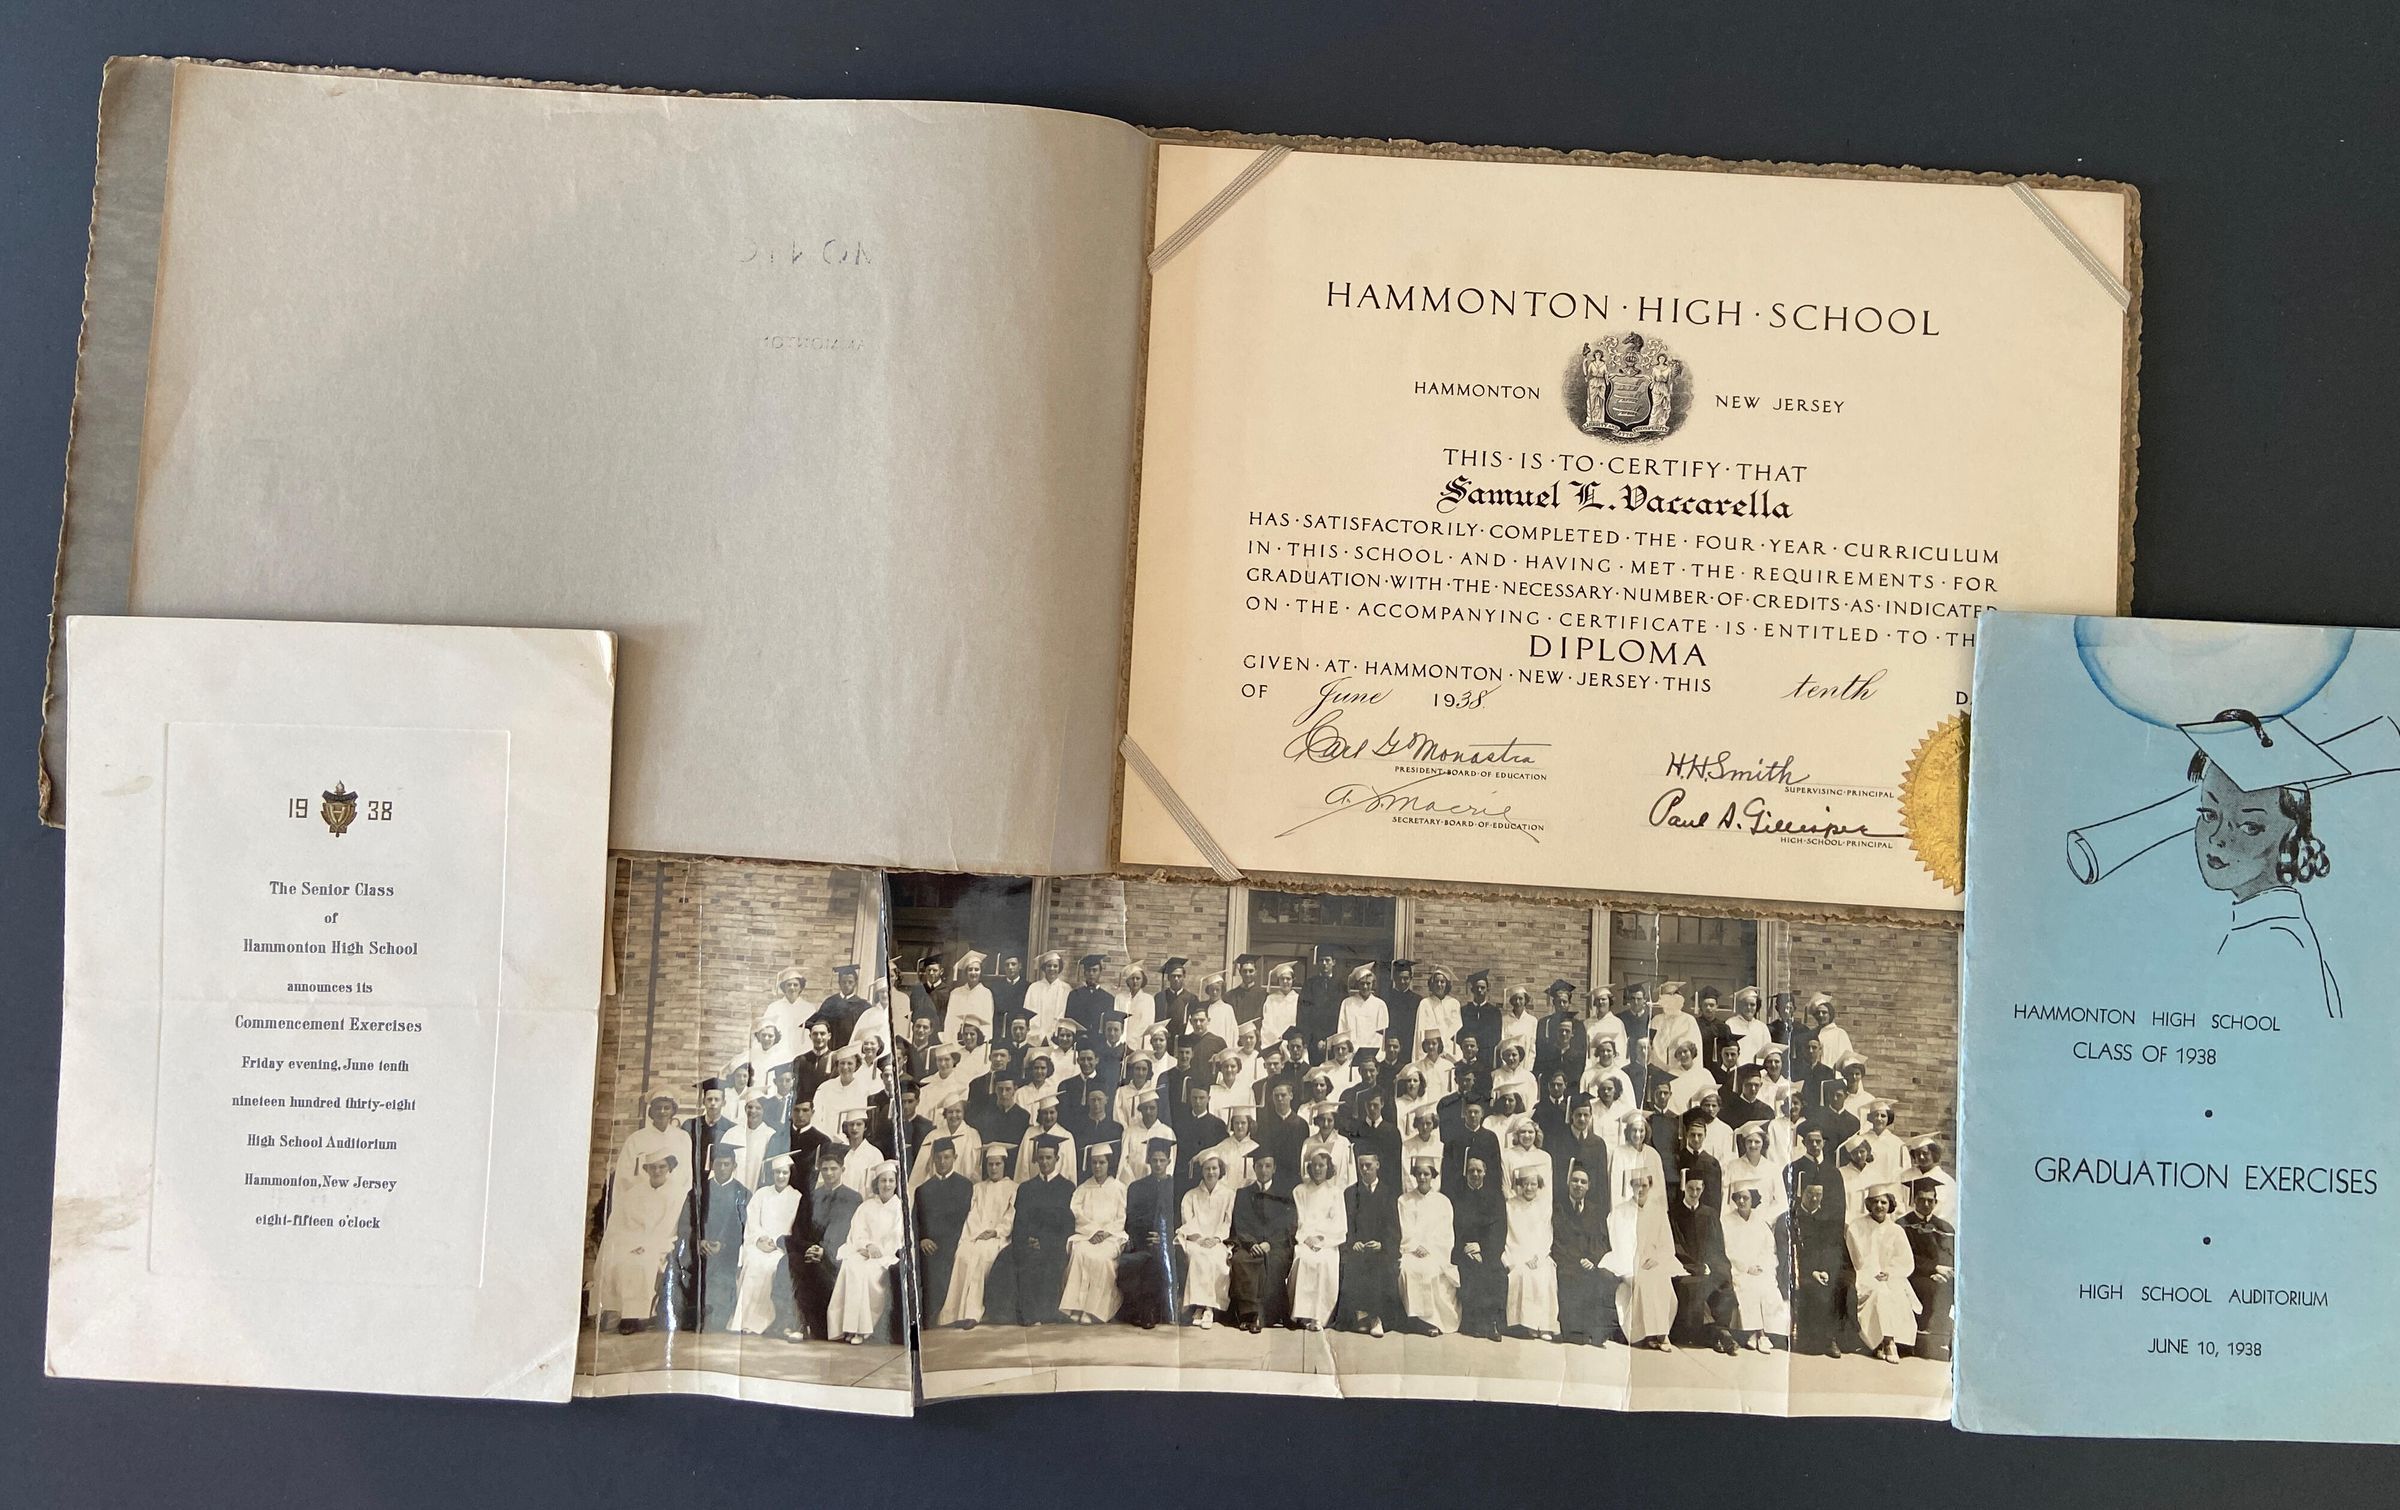 HAMMONTON · HIGH · SCHOOL
HAMMONTON NEW JERSEY
THIS · IS · TO · CERTIFY · THAT
Samuel L. Vaccarella
HAS · SATISFACTORILY · COMPLETED · THE · FOUR · YEAR · CURRICULUM
IN · THIS · SCHOOL · AND · HAVING · MET · THE · REQUIREMENTS · FOR
GRADUATION · WITH · THE · NECESSARY · NUMBER · OF · CREDITS · AS · INDICATED
ON · THE · ACCOMPANYING · CERTIFICATE · IS · ENTITLED · TO · TH
DIPLOMA
GIVEN · AT · HAMMONTON · NEW · JERSEY · THIS tenth D
OF June 1938
Carl G. Monastra
PRESIDENT · BOARD · OF · EDUCATION
H.H. Smith
SUPERVISING · PRINCIPAL
SECRETARY · BOARD · OF · EDUCATION
Paul A. Gillespie
HIGH · SCHOOL · PRINCIPAL
19 H 38
The Senior Class
of
Hammonton High School
announces its
Commencement Exercises
Friday evening, June tenth
nineteen hundred thirty-eight
High School Auditorium
Hammonton, New Jersey
eight-fifteen o'clock
HAMMONTON HIGH SCHOOL
CLASS OF 1938
•
GRADUATION EXERCISES
•
HIGH SCHOOL AUDITORIUM
JUNE 10, 1938